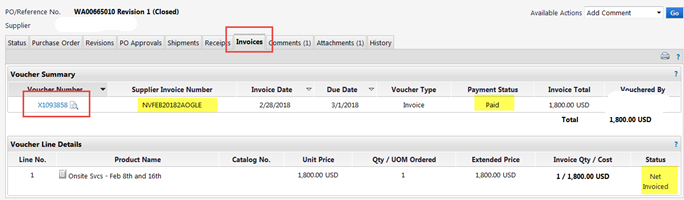 PO/Reference No. WA00665010 Revision 1 (Closed)
Available Actions Add Comment Go
Supplier
Status Purchase Order Revisions PO Approvals Shipments Receipts Invoices Comments (1) Attachments (1) History
?
Voucher Summary ?
Voucher Number Supplier Invoice Number Invoice Date Due Date Voucher Type Payment Status Invoice Total Vouchered By
X1093858 NVFEB20182AOGLE 2/28/2018 3/1/2018 Invoice Paid 1,800.00 USD
Total 1,800.00 USD
Voucher Line Details ?
Line No. Product Name Catalog No. Unit Price Qty / UOM Ordered Extended Price Invoice Qty / Cost Status
1 Onsite Svcs - Feb 8th and 16th 1,800.00 USD 1 1,800.00 USD 1 / 1,800.00 USD Net Invoiced